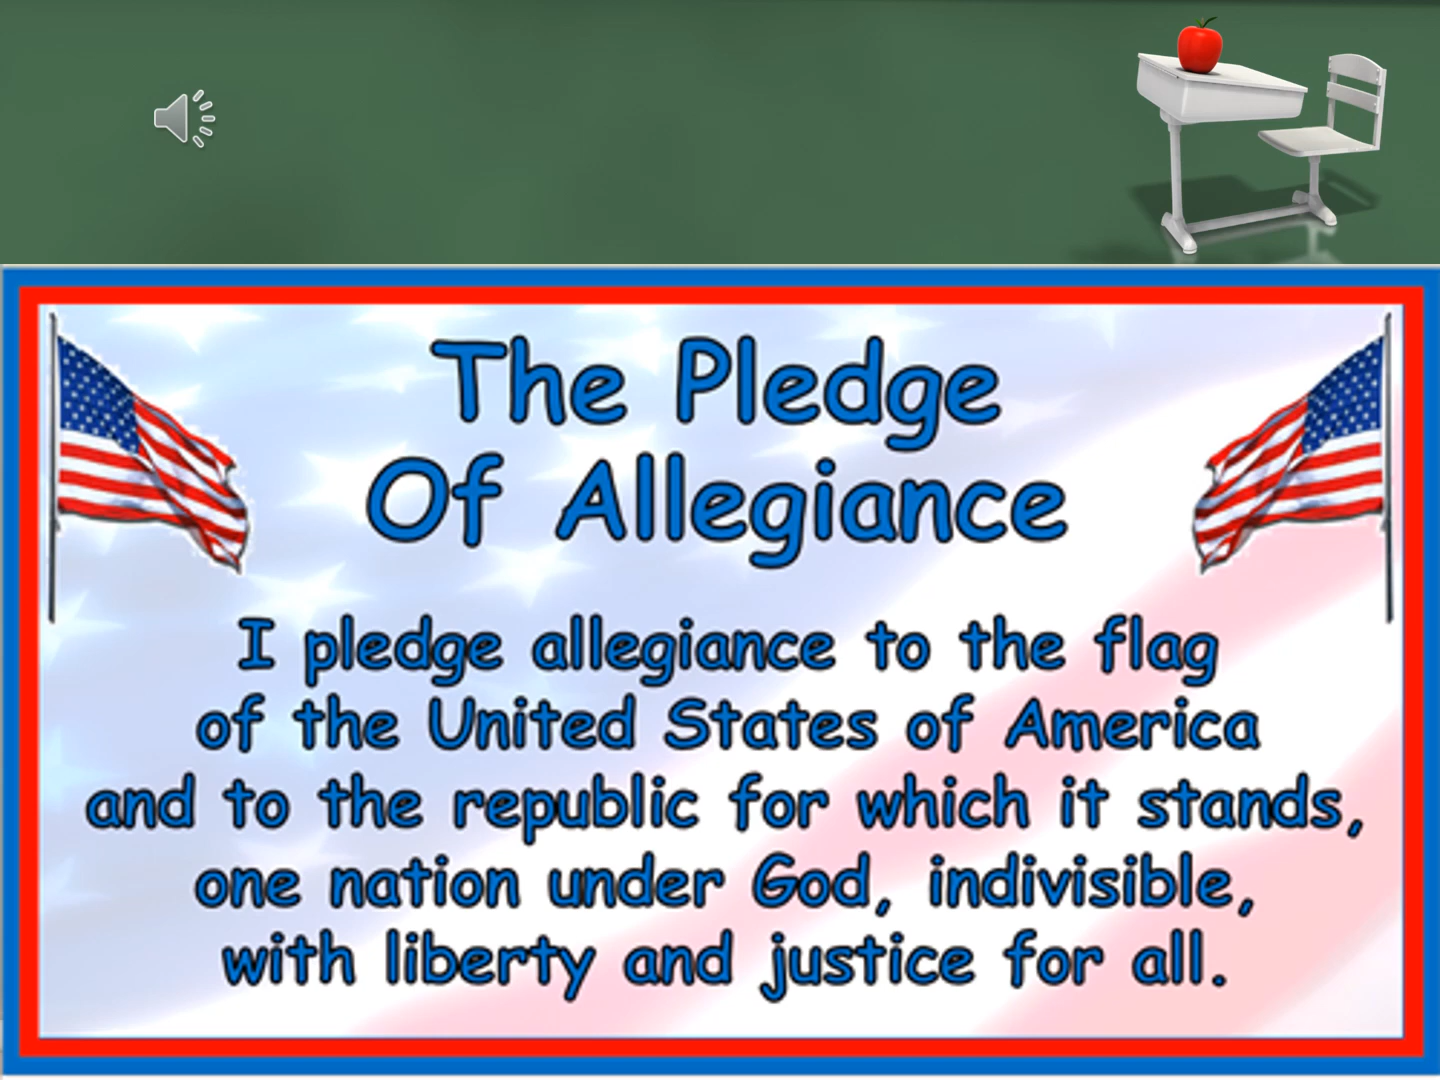 The Pledge
Of Allegiance
I pledge allegiance to the flag
of the United States of America
and to the republic for which it stands,
one nation under God, indivisible,
with liberty and justice for all.